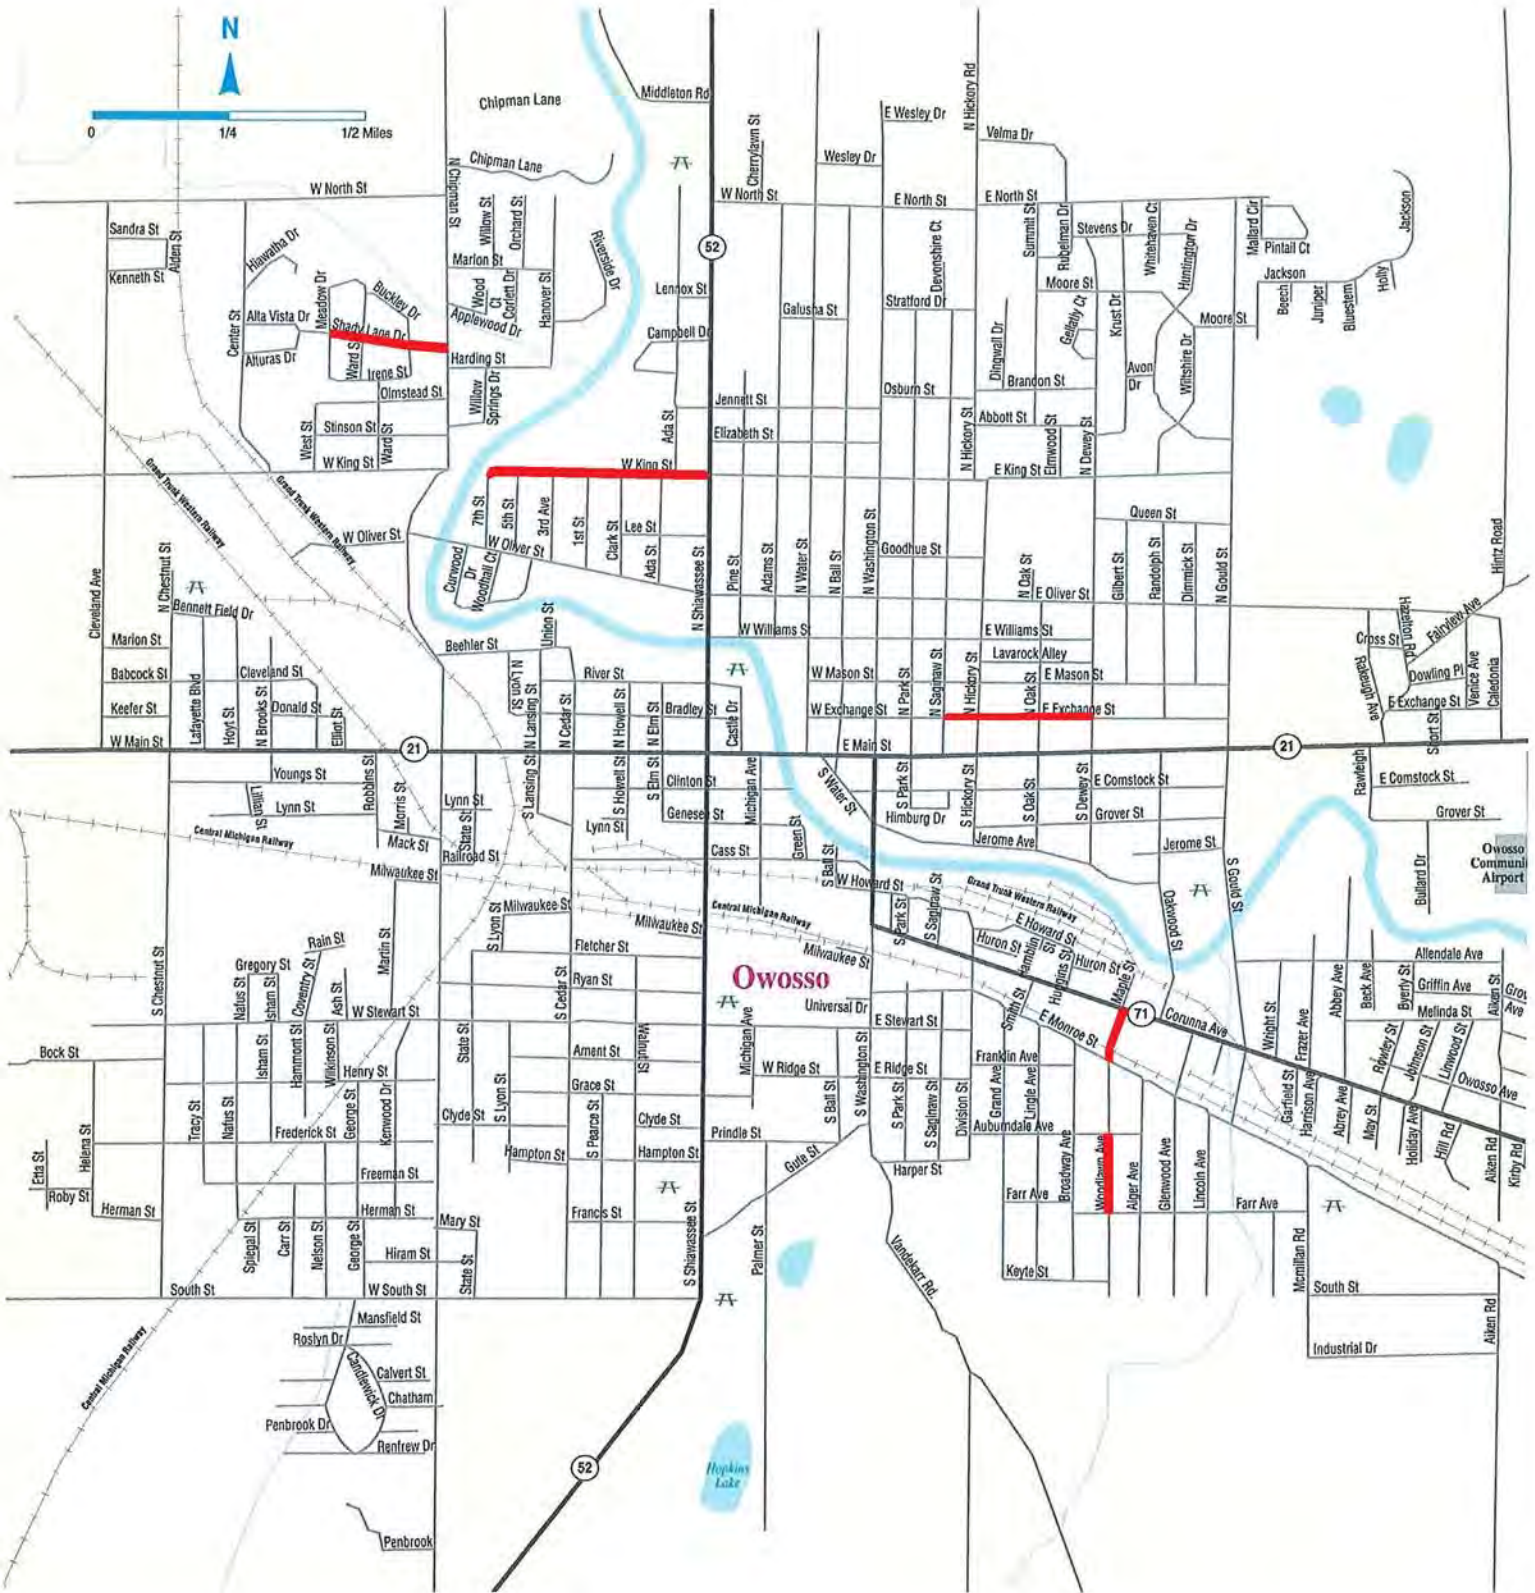 N
0 1/4 1/2 Miles
Middleton Rd
Chipman Lane
Chipman Lane
N Chipman St
W North St
Sandra St
Kenneth St
Alden St
Hiawatha Dr
Meadow Dr
Buckley Dr
Center St
Alta Vista Dr
Shady Lane Dr
Alturas Dr
Ward St
Irene St
Olmstead St
West St
Stinson St
Ward St
W King St
Willow St
Orchard St
Marion St
Wood Ct
Corlett Dr
Applewood Dr
Hanover St
Riverside Dr
Harding St
Willow Springs Dr
52
Lennox St
Campbell Dr
Ada St
W King St
Cherrylawn St
W North St
Wesley Dr
E Wesley Dr
N Hickory Rd
Velma Dr
E North St
E North St
Summit St
Rubelman Dr
Stevens Dr
Whitehaven Ct
Huntington Dr
Mallard Cir
Pintail Ct
Jackson
Jackson
Beech
Juniper
Bluestem
Holly
Devonshire Ct
Galusha St
Stratford Dr
Moore St
Moore St
Gellatly Ct
Krust Dr
Dingwall Dr
Avon Dr
Wiltshire Dr
Brandon St
Osburn St
Jennett St
Elizabeth St
Abbott St
N Hickory St
Elmwood St
N Dewey St
E King St
Grand Trunk Western Railway
Grand Trunk Western Railway
7th St
5th St
3rd Ave
1st St
Clark St
Lee St
Ada St
W Oliver St
W Oliver St
Curwood Dr
Woodhall Ct
N Shiawassee St
Pine St
Adams St
N Water St
N Ball St
N Washington St
Goodhue St
N Oak St
E Oliver St
Queen St
Gilbert St
Randolph St
Dimmick St
N Gould St
Hintz Road
Cleveland Ave
N Chestnut St
Bennett Field Dr
Marion St
Babcock St
Keefer St
W Main St
Lafayette Blvd
Hoyt St
N Brooks St
Cleveland St
Donald St
Elliot St
21
Beehler St
Union St
N Lyon St
N Lansing St
N Cedar St
River St
N Howell St
N Elm St
Bradley St
Castle Dr
W Williams St
E Williams St
Lavarock Alley
W Mason St
E Mason St
N Park St
N Saginaw St
N Hickory St
N Oak St
W Exchange St
E Exchange St
E Main St
21
Cross St
Hazelton Rd
Fairview Ave
Rawleigh Ave
Dowling Pl
Venice Ave
Caledonia
E Exchange St
Short St
Youngs St
Lillian St
Lynn St
Robbins St
Morris St
Mack St
Lynn St
State St
Railroad St
S Lansing St
S Howell St
S Elm St
Clinton St
Genesee St
Lynn St
Michigan Ave
Green St
Cass St
S Water St
S Park St
Himburg Dr
S Hickory St
S Oak St
S Dewey St
E Comstock St
Grover St
Jerome Ave
Jerome St
S Gould St
Rawleigh
E Comstock St
Grover St
Bullard Dr
Owosso
Communi
Airport
Central Michigan Railway
Milwaukee St
Milwaukee St
Milwaukee St
Central Michigan Railway
Milwaukee St
S Ball St
W Howard St
S Park St
S Saginaw St
Grand Trunk Western Railway
E Howard St
Huron St
Hamblin St
Huggins St
Huron St
Maple St
Oakwood St
S Lyon St
Fletcher St
Ryan St
S Cedar St
Owosso
Universal Dr
E Stewart St
Smith St
E Monroe St
71
Corunna Ave
Wright St
Frazer Ave
Abbey Ave
Beck Ave
Allendale Ave
Byerly St
Griffin Ave
Melinda St
Aiken St
Rowley St
Johnson St
Linwood St
Owosso Ave
S Chestnut St
Rain St
Gregory St
Natus St
Isham St
Coventry St
Ash St
Martin St
W Stewart St
Bock St
Isham St
Hammont St
Wilkinson St
Henry St
State St
Ament St
Walnut St
Grace St
S Lyon St
Michigan Ave
W Ridge St
E Ridge St
S Ball St
S Washington St
S Park St
S Saginaw St
Division St
Franklin Ave
Grand Ave
Lingle Ave
Auburndale Ave
Garfield St
Harrison Ave
Abrey Ave
May St
Holiday Ave
Hill Rd
Aiken Rd
Kirby Rd
Etta St
Helena St
Tracy St
Natus St
Frederick St
George St
Kenwood Dr
Clyde St
S Pearce St
Clyde St
Prindle St
Hampton St
Hampton St
Gute St
Harper St
Roby St
Freeman St
Herman St
Herman St
Mary St
Francis St
Farr Ave
Broadway Ave
Woodlawn Ave
Alger Ave
Glenwood Ave
Lincoln Ave
Farr Ave
Spiegal St
Carr St
Nelson St
George St
Hiram St
State St
S Shiawassee St
Palmer St
Vandekarr Rd.
Keyte St
Mcmillan Rd
South St
W South St
South St
Aiken Rd
Industrial Dr
Central Michigan Railway
Mansfield St
Roslyn Dr
Candlewick Dr
Calvert St
Chatham
Penbrook Dr
Renfrew Dr
52
Hopkins
Lake
Penbrook